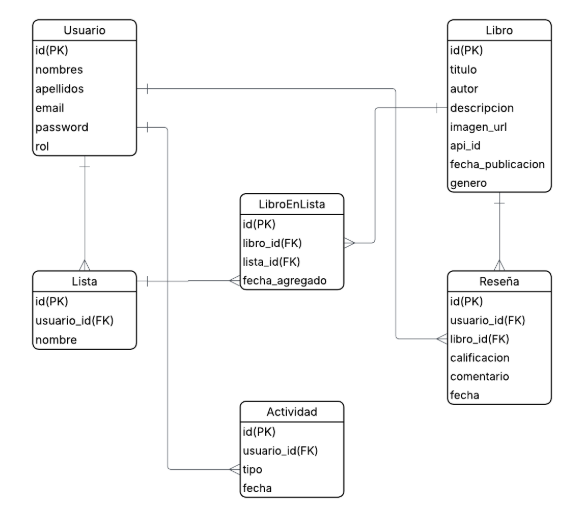 Usuario
id(PK)
nombres
apellidos
email
password
rol
Libro
id(PK)
titulo
autor
descripcion
imagen_url
api_id
fecha_publicacion
genero
LibroEnLista
id(PK)
libro_id(FK)
lista_id(FK)
fecha_agregado
Lista
id(PK)
usuario_id(FK)
nombre
Reseña
id(PK)
usuario_id(FK)
libro_id(FK)
calificacion
comentario
fecha
Actividad
id(PK)
usuario_id(FK)
tipo
fecha